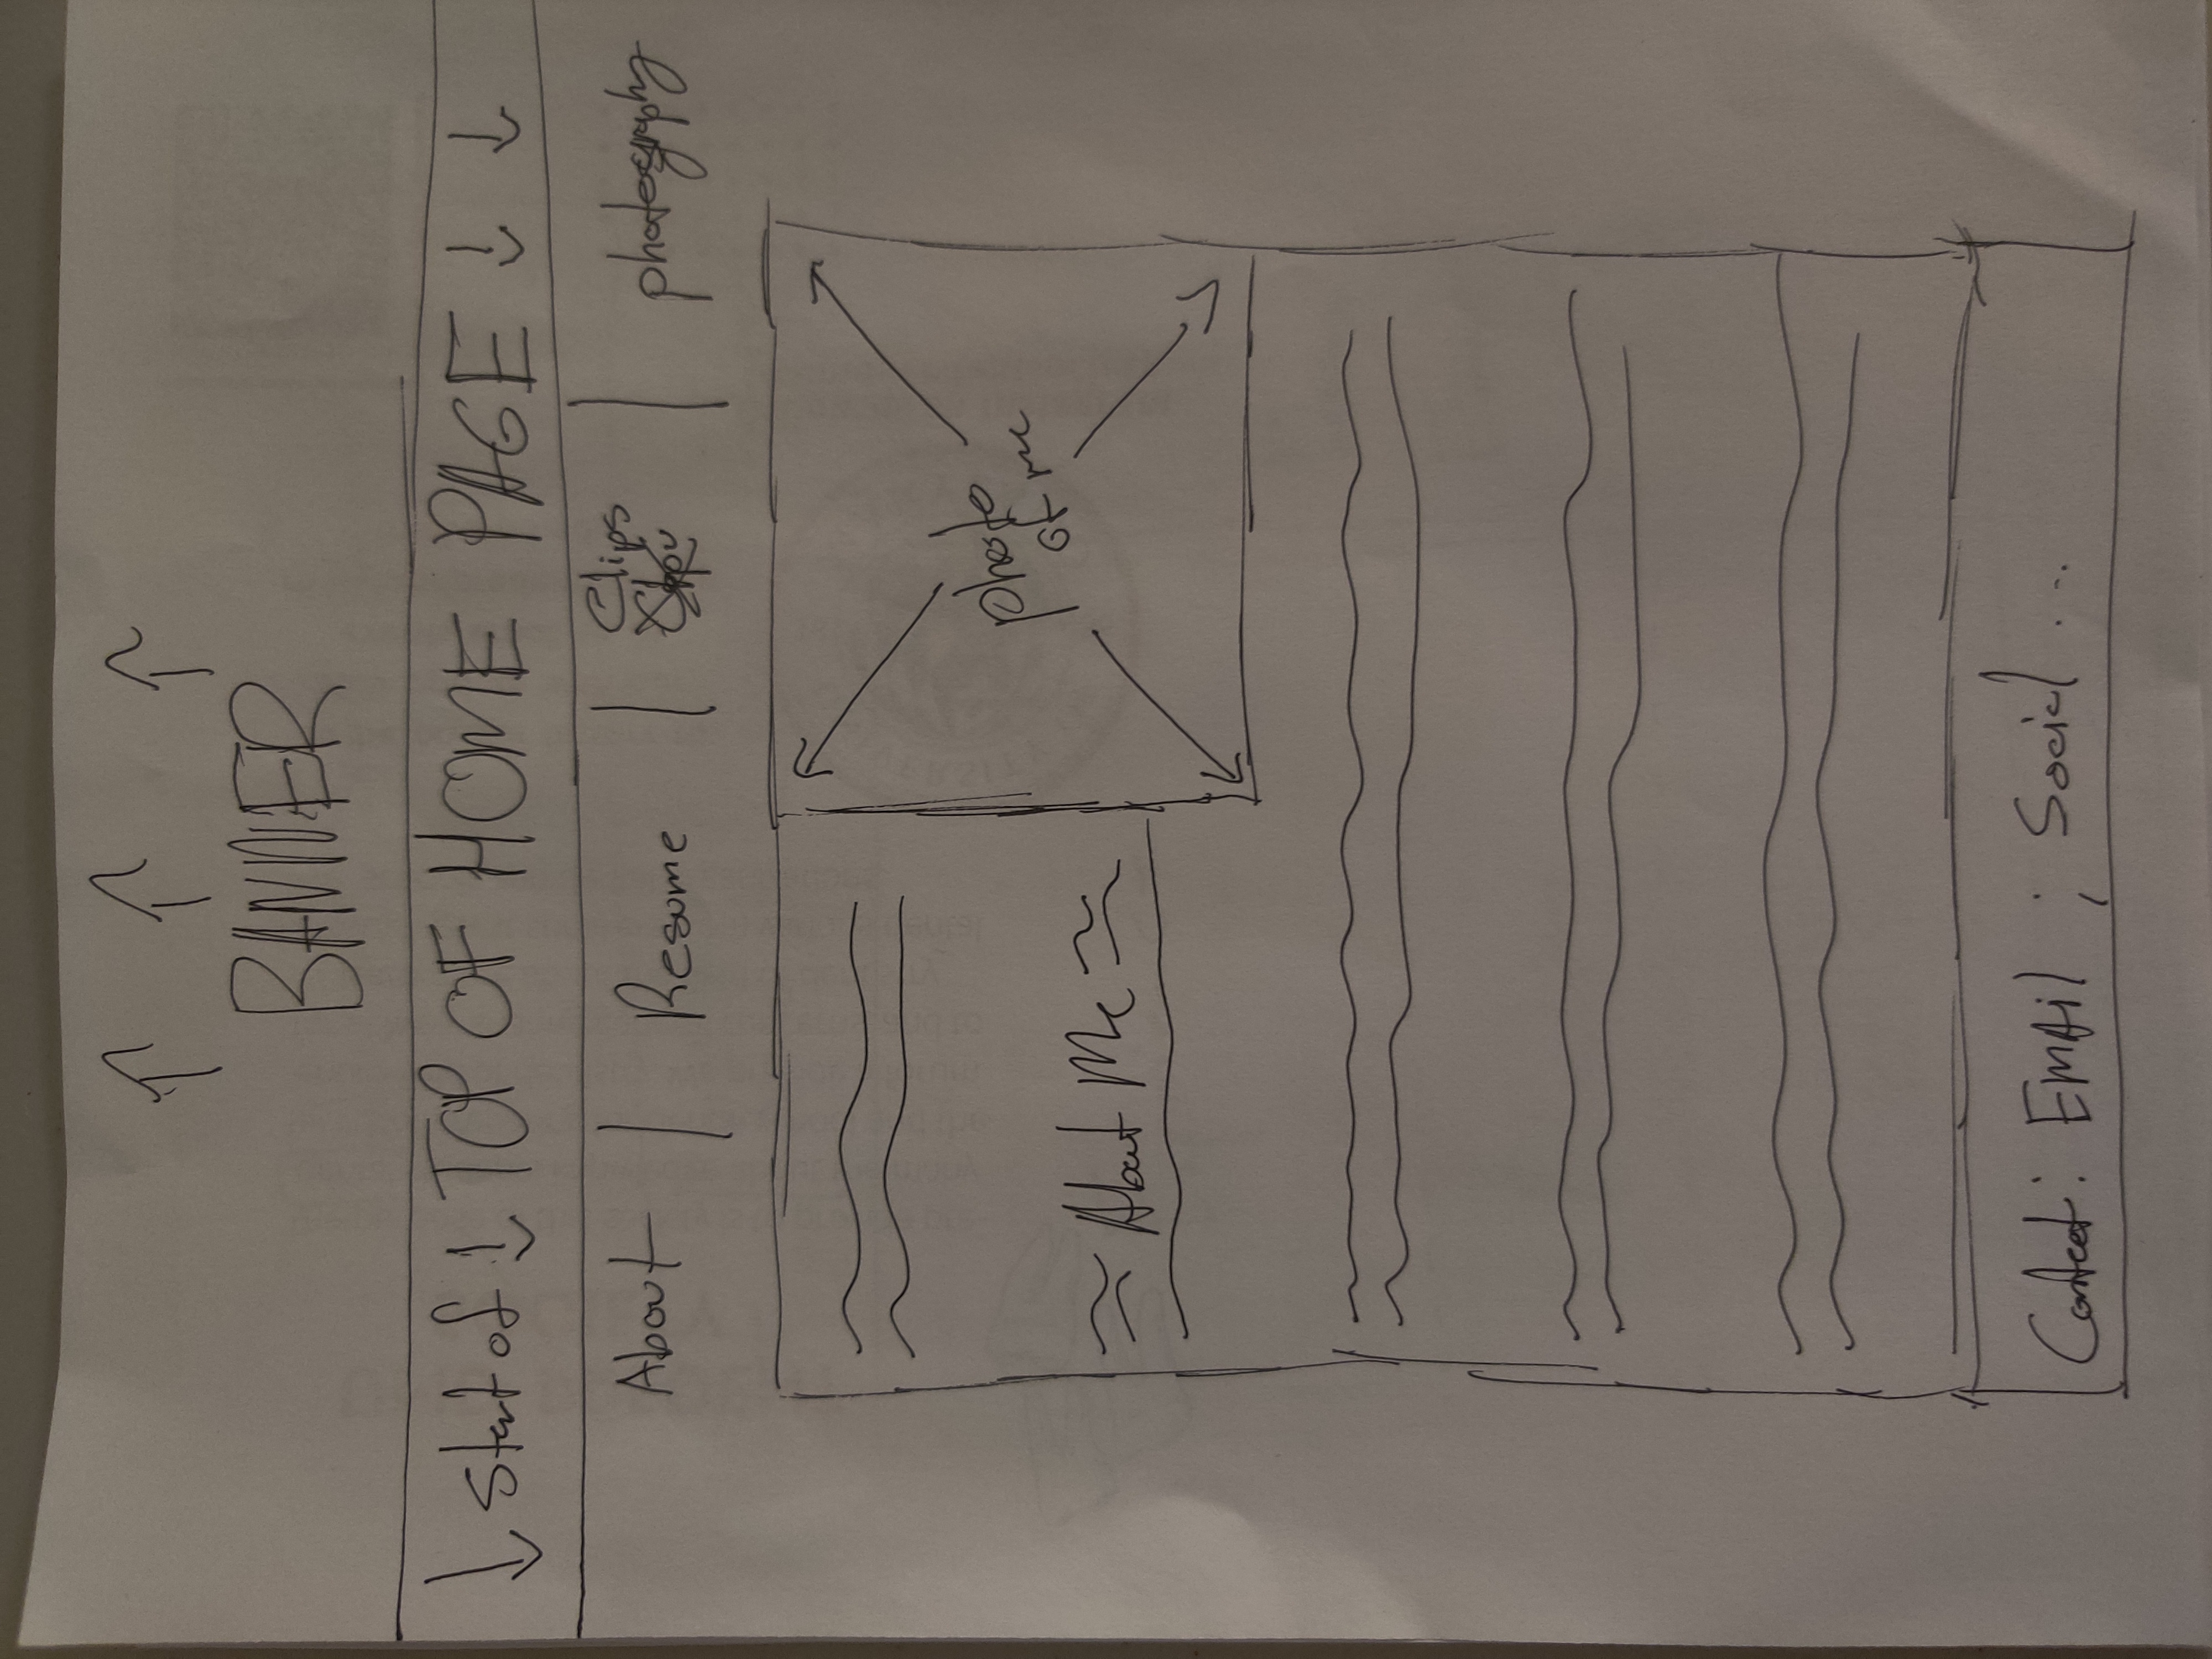 BANNER
Start of TOP OF HOME PAGE
About | Resume | Clips | photography
photo
of me
About Me
Contact: EMAil ; Social ...